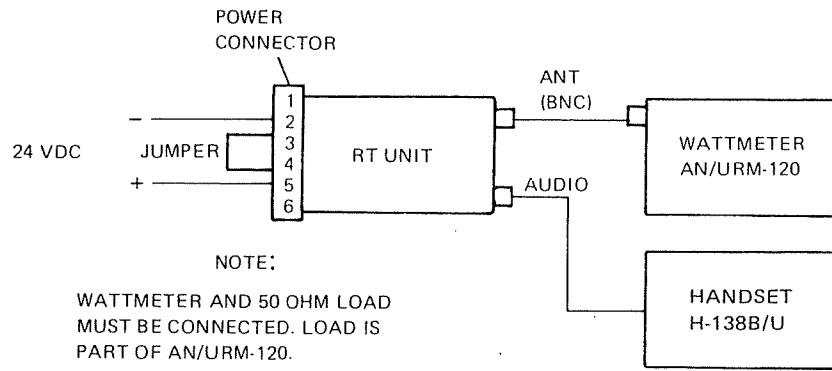 POWER
CONNECTOR
ANT
(BNC)
1
2
3
4
5
6
−
24 VDC
JUMPER
+
RT UNIT
WATTMETER
AN/URM-120
AUDIO
HANDSET
H-138B/U
NOTE:
WATTMETER AND 50 OHM LOAD
MUST BE CONNECTED. LOAD IS
PART OF AN/URM-120.